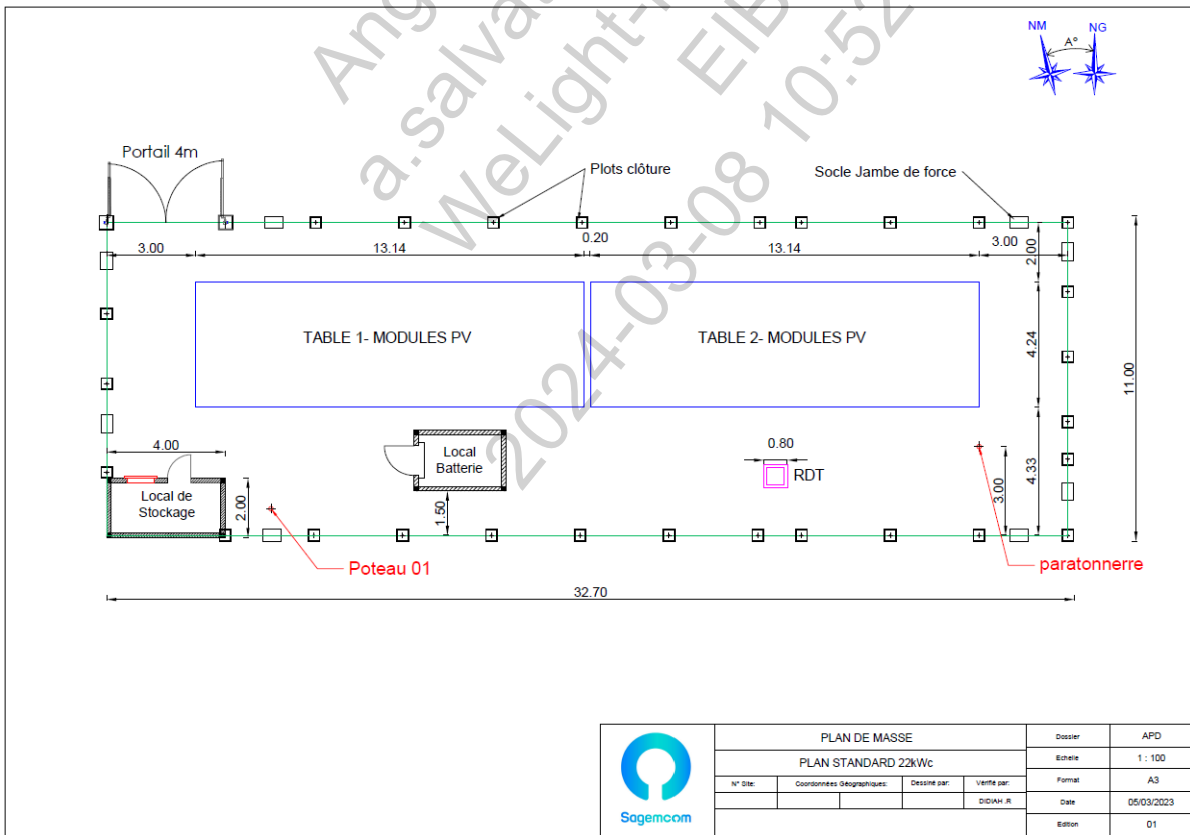 NM
NG
A°
Portail 4m
Plots clôture
Socle Jambe de force
3.00
13.14
0.20
13.14
3.00
2.00
TABLE 1- MODULES PV
TABLE 2- MODULES PV
4.24
11.00
4.00
Local
Batterie
0.80
RDT
4.33
3.00
Local de
Stockage
2.00
1.50
Poteau 01
paratonnerre
32.70
a.salvad
WeLight-
EIB
2024-03-08 10:52
Ang
Sagemcom
PLAN DE MASSE
PLAN STANDARD 22kWc
N° Site:
Coordonnées Géographiques:
Dessiné par:
Vérifié par:
DIDIAH .R
Dossier
APD
Echelle
1 : 100
Format
A3
Date
05/03/2023
Edition
01